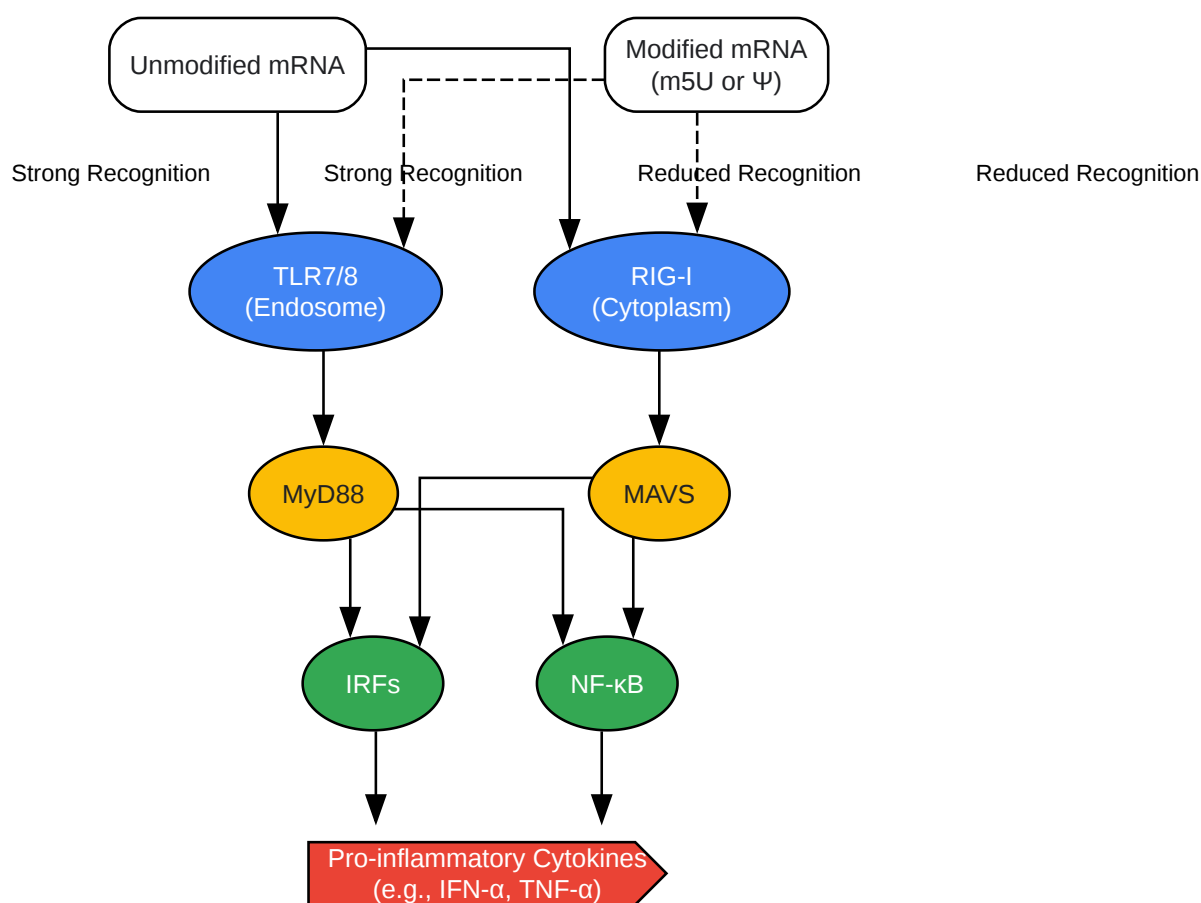 Unmodified mRNA
Modified mRNA
(m5U or Ψ)
Strong Recognition
Strong Recognition
Reduced Recognition
Reduced Recognition
TLR7/8
(Endosome)
RIG-I
(Cytoplasm)
MyD88
MAVS
IRFs
NF-κB
Pro-inflammatory Cytokines
(e.g., IFN-α, TNF-α)